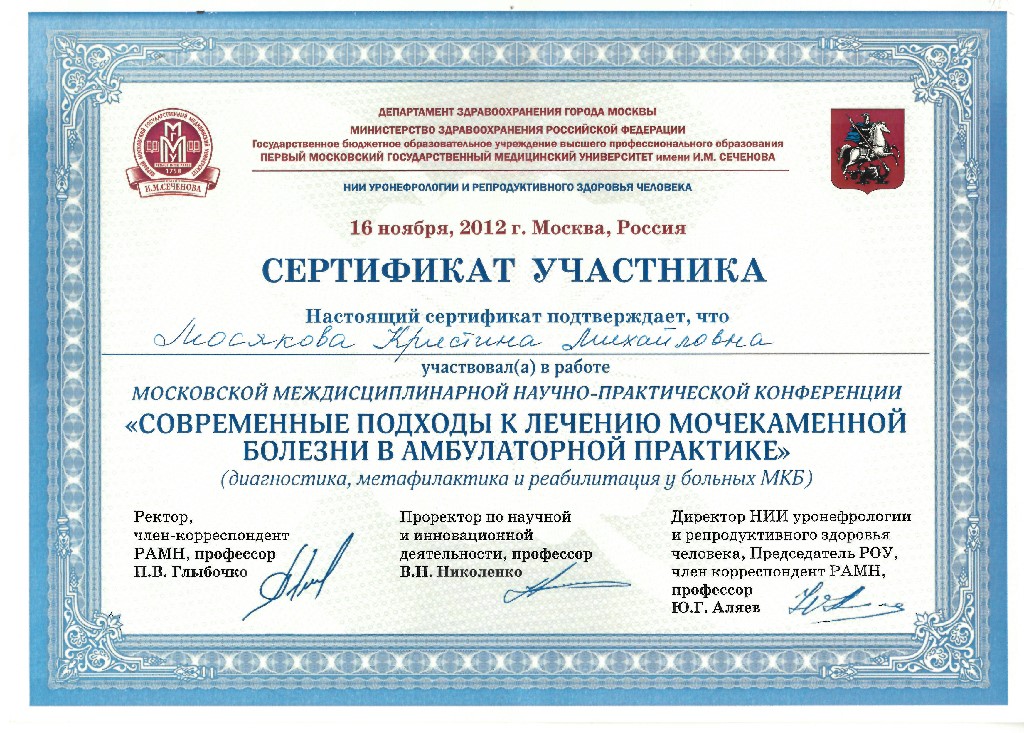 ДЕПАРТАМЕНТ ЗДРАВООХРАНЕНИЯ ГОРОДА МОСКВЫ
МИНИСТЕРСТВО ЗДРАВООХРАНЕНИЯ РОССИЙСКОЙ ФЕДЕРАЦИИ
Государственное бюджетное образовательное учреждение высшего профессионального образования
ПЕРВЫЙ МОСКОВСКИЙ ГОСУДАРСТВЕННЫЙ МЕДИЦИНСКИЙ УНИВЕРСИТЕТ имени И.М. СЕЧЕНОВА
1758
И.М.СЕЧЕНОВА
НИИ УРОНЕФРОЛОГИИ И РЕПРОДУКТИВНОГО ЗДОРОВЬЯ ЧЕЛОВЕКА
16 ноября, 2012 г. Москва, Россия
СЕРТИФИКАТ УЧАСТНИКА
Настоящий сертификат подтверждает, что
Мосякова Кристина Михайловна
участвовал(а) в работе
МОСКОВСКОЙ МЕЖДИСЦИПЛИНАРНОЙ НАУЧНО-ПРАКТИЧЕСКОЙ КОНФЕРЕНЦИИ
«СОВРЕМЕННЫЕ ПОДХОДЫ К ЛЕЧЕНИЮ МОЧЕКАМЕННОЙ
БОЛЕЗНИ В АМБУЛАТОРНОЙ ПРАКТИКЕ»
(диагностика, метафилактика и реабилитация у больных МКБ)
Ректор,
член-корреспондент
РАМН, профессор
П.В. Глыбочко
Проректор по научной
и инновационной
деятельности, профессор
В.Н. Николенко
Директор НИИ уронефрологии
и репродуктивного здоровья
человека, Председатель РОУ,
член корреспондент РАМН,
профессор
Ю.Г. Аляев